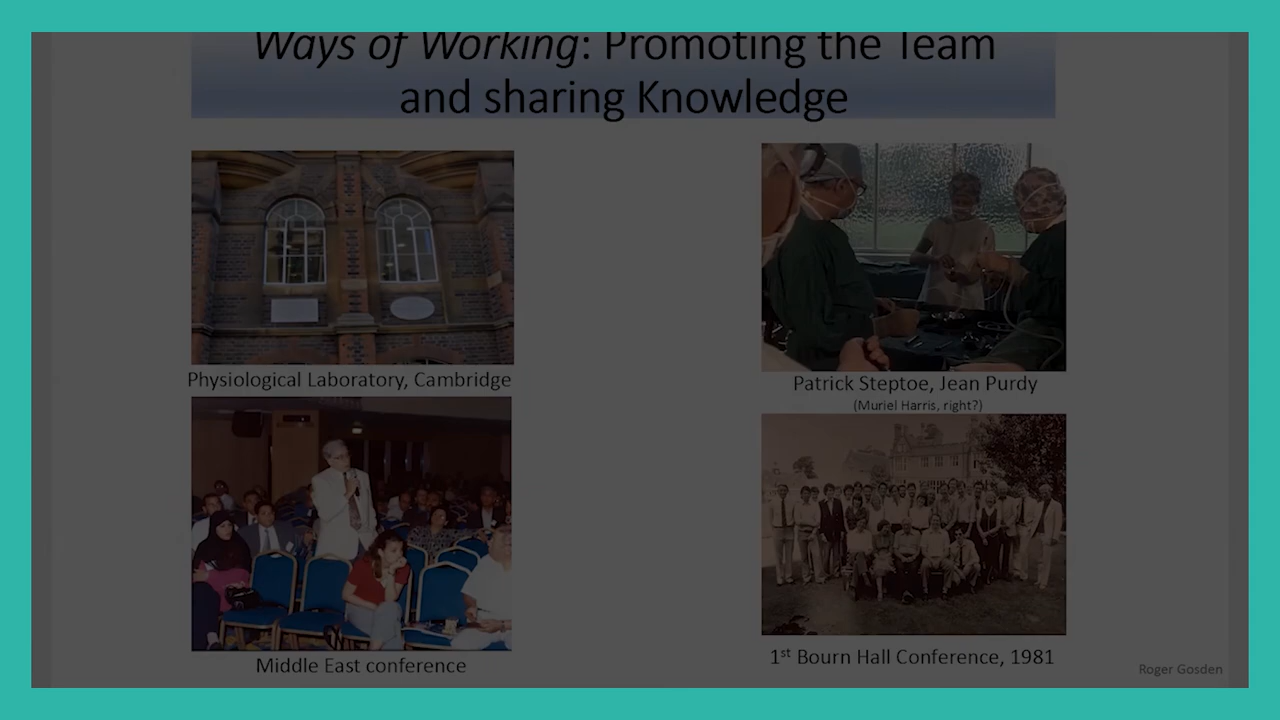 Ways of Working: Promoting the Team
and sharing Knowledge
Physiological Laboratory, Cambridge
Patrick Steptoe, Jean Purdy
(Muriel Harris, right?)
Middle East conference
1st Bourn Hall Conference, 1981
Roger Gosden